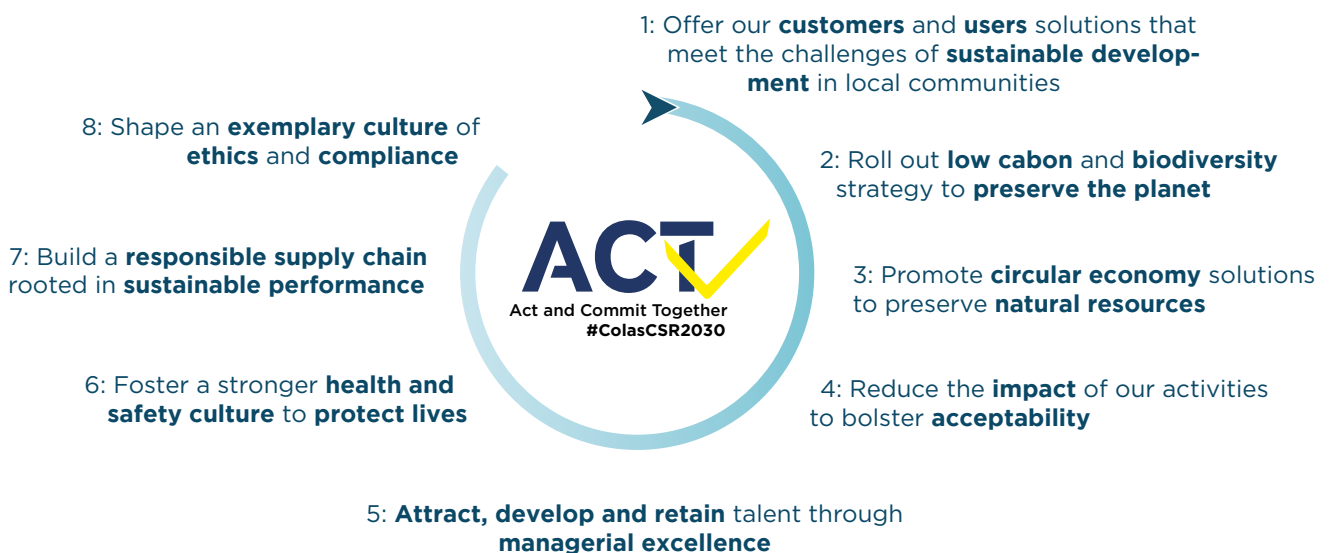 1: Offer our customers and users solutions that
meet the challenges of sustainable develop-
ment in local communities
2: Roll out low cabon and biodiversity
strategy to preserve the planet
3: Promote circular economy solutions
to preserve natural resources
4: Reduce the impact of our activities
to bolster acceptability
5: Attract, develop and retain talent through
managerial excellence
6: Foster a stronger health and
safety culture to protect lives
7: Build a responsible supply chain
rooted in sustainable performance
8: Shape an exemplary culture of
ethics and compliance
ACT
Act and Commit Together
#ColasCSR2030